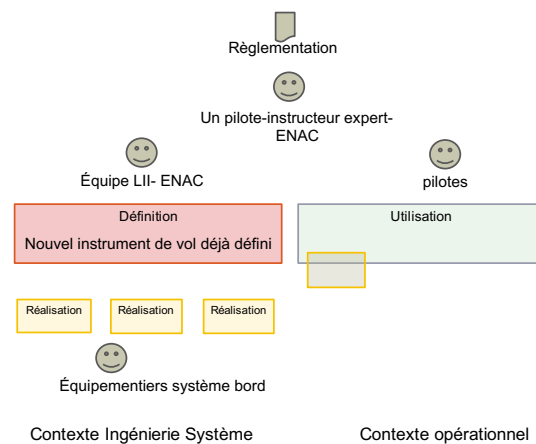 Règlementation
Un pilote-instructeur expert-
ENAC
Équipe LII- ENAC
pilotes
Définition
Nouvel instrument de vol déjà défini
Utilisation
Réalisation
Réalisation
Réalisation
Équipementiers système bord
Contexte Ingénierie Système
Contexte opérationnel